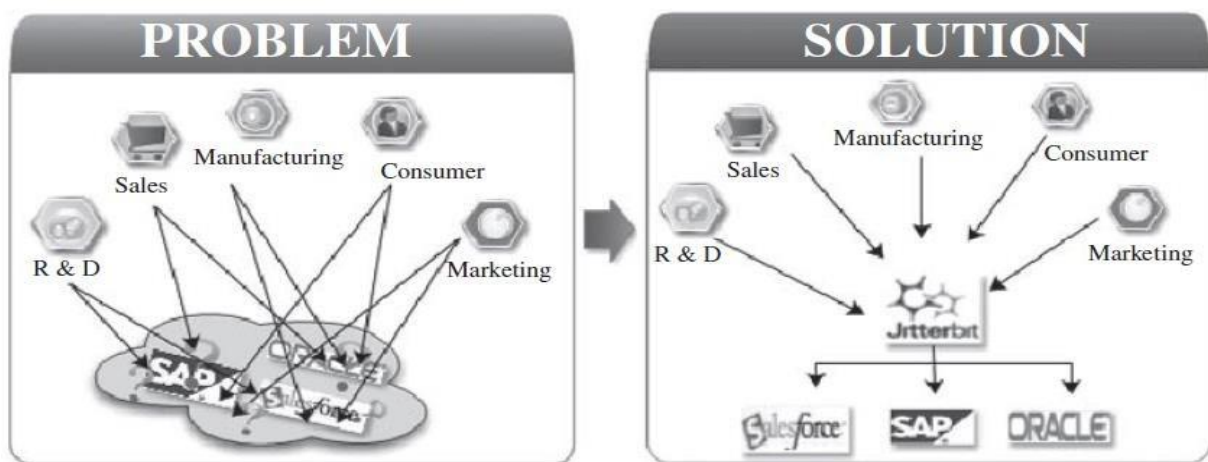 PROBLEM
Manufacturing
Consumer
Sales
R & D
Marketing
SAP
ORACLE
Salesforce
SOLUTION
Manufacturing
Consumer
Sales
R & D
Marketing
Jitterbit
Salesforce
SAP
ORACLE